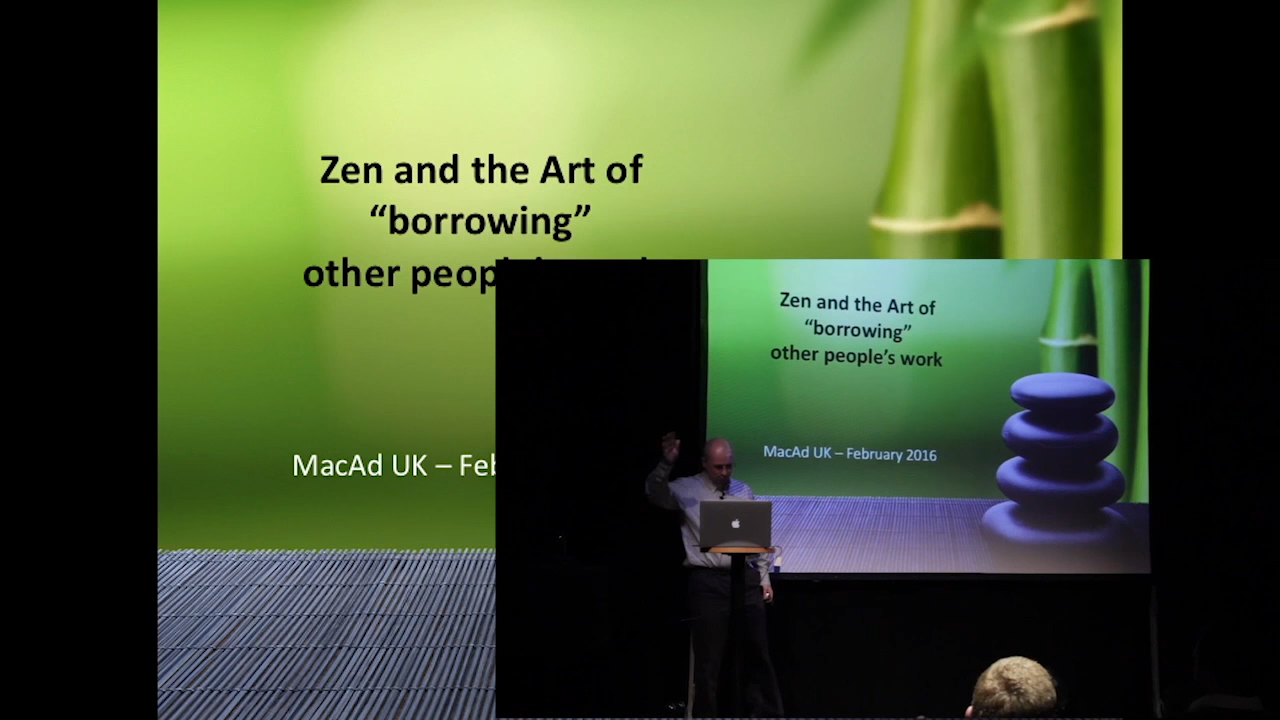 Zen and the Art of
“borrowing”
other peop
MacAd UK – Feb
Zen and the Art of
“borrowing”
other people’s work
MacAd UK – February 2016